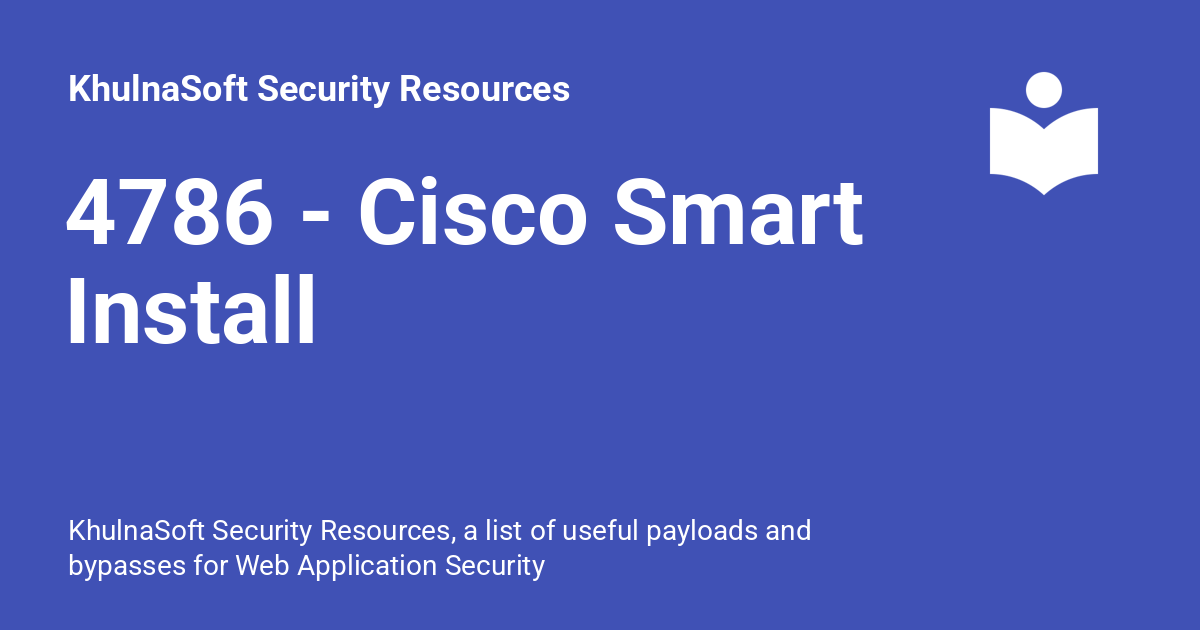 KhulnaSoft Security Resources
4786 - Cisco Smart
Install
KhulnaSoft Security Resources, a list of useful payloads and
bypasses for Web Application Security